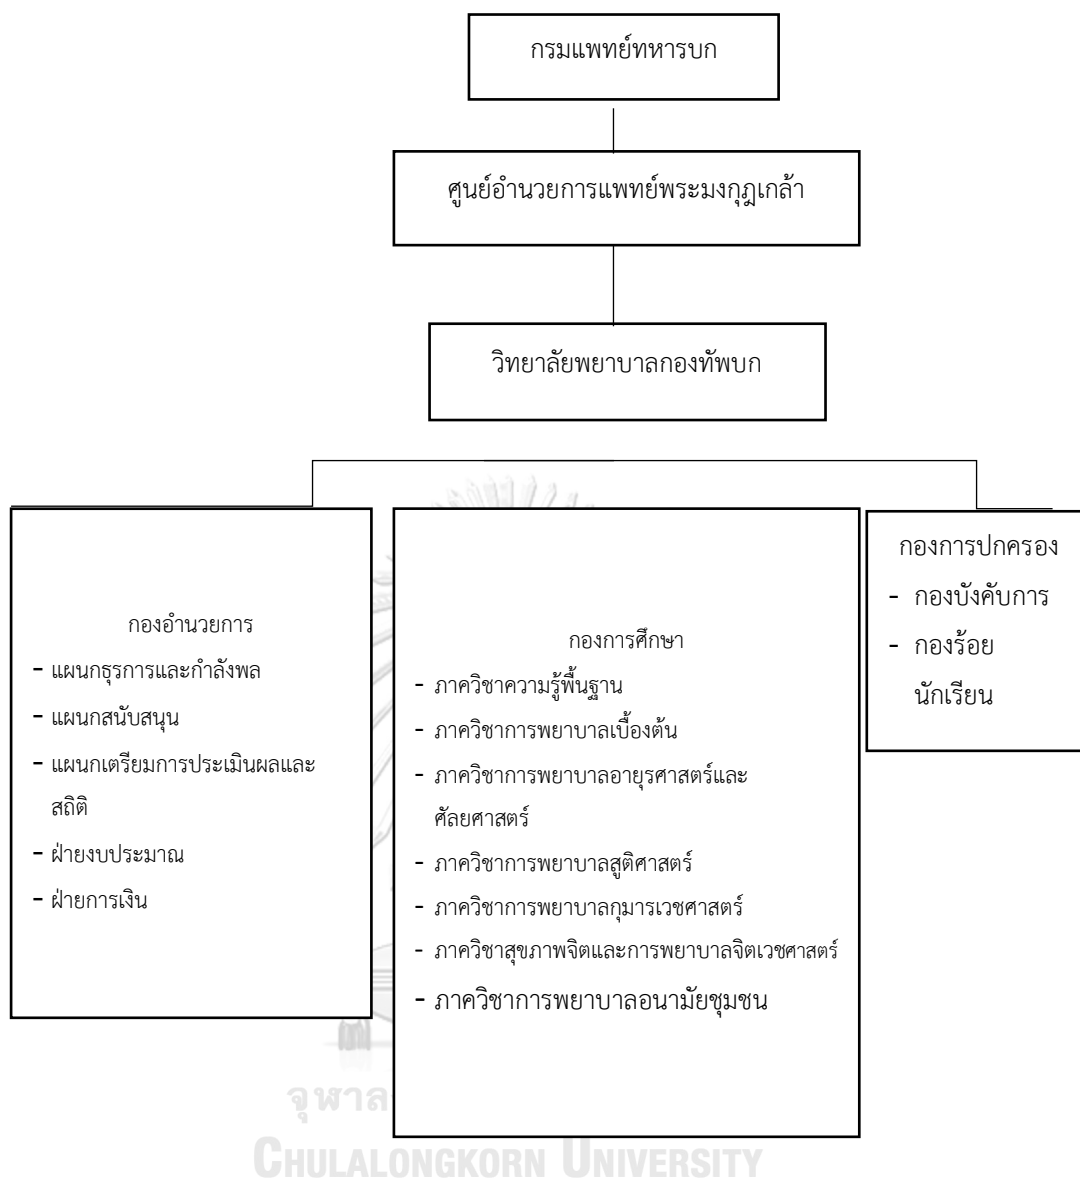 กรมแพทย์ทหารบก
ศูนย์อำนวยการแพทย์พระมงกุฎเกล้า
วิทยาลัยพยาบาลกองทัพบก
กองอำนวยการ
- แผนกธุรการและกำลังพล
- แผนกสนับสนุน
- แผนกเตรียมการประเมินผลและ
สถิติ
- ฝ่ายงบประมาณ
- ฝ่ายการเงิน
กองการศึกษา
- ภาควิชาความรู้พื้นฐาน
- ภาควิชาการพยาบาลเบื้องต้น
- ภาควิชาการพยาบาลอายุรศาสตร์และ
ศัลยศาสตร์
- ภาควิชาการพยาบาลสูติศาสตร์
- ภาควิชาการพยาบาลกุมารเวชศาสตร์
- ภาควิชาสุขภาพจิตและการพยาบาลจิตเวชศาสตร์
- ภาควิชาการพยาบาลอนามัยชุมชน
กองการปกครอง
- กองบังคับการ
- กองร้อย
นักเรียน
จุฬาล
CHULALONGKORN UNIVERSITY